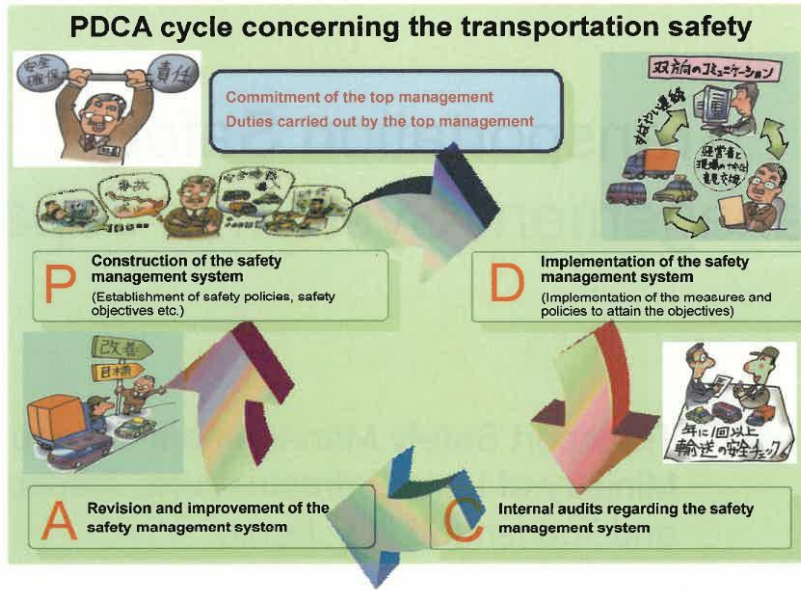 PDCA cycle concerning the transportation safety
安全
確保
責任
Commitment of the top management
Duties carried out by the top management
双方向のコミュニケーション
すばやい連絡
経営者と
現場の
意見交換
事故
P
Construction of the safety
management system
(Establishment of safety policies, safety
objectives etc.)
D
Implementation of the safety
management system
(Implementation of the measures and
policies to attain the objectives)
改善
目標
年に1回以上
輸送の安全チェック
A
Revision and improvement of the
safety management system
C
Internal audits regarding the safety
management system